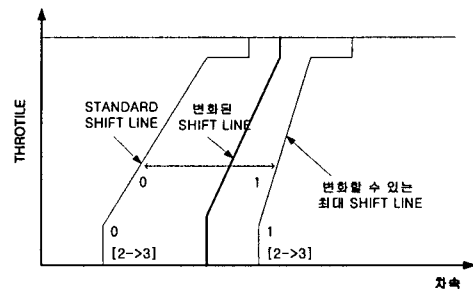 THROTILE
STANDARD
SHIFT LINE
변화된
SHIFT LINE
0
1
변화할 수 있는
최대 SHIFT LINE
0
[2->3]
1
[2->3]
차속